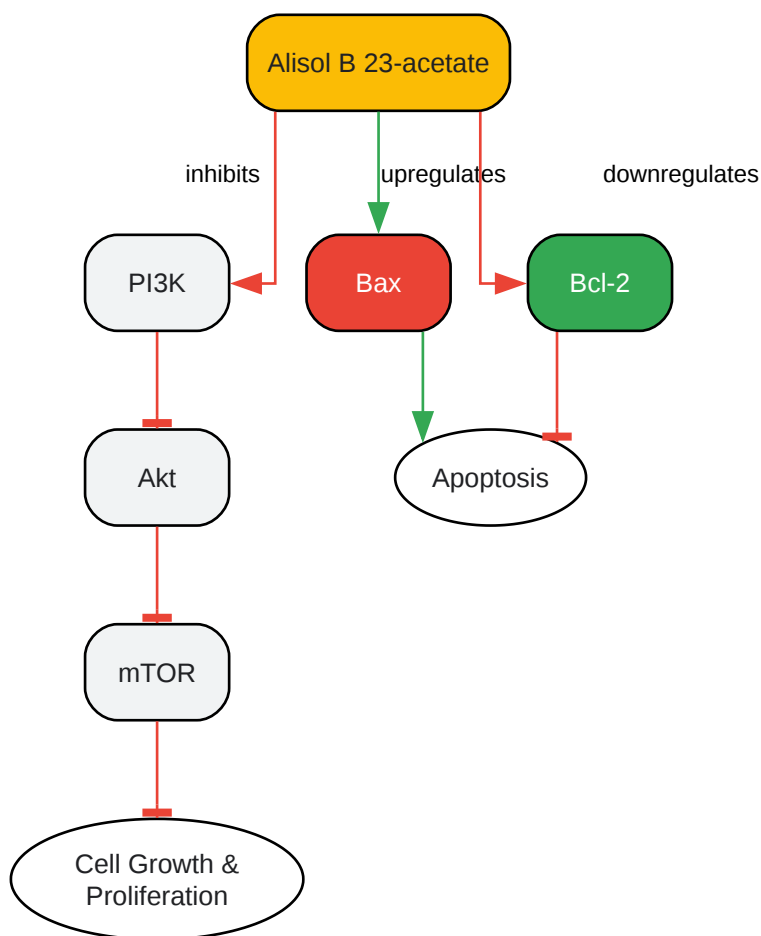 Alisol B 23-acetate
inhibits
upregulates
downregulates
PI3K
Bax
Bcl-2
Akt
Apoptosis
mTOR
Cell Growth &
Proliferation